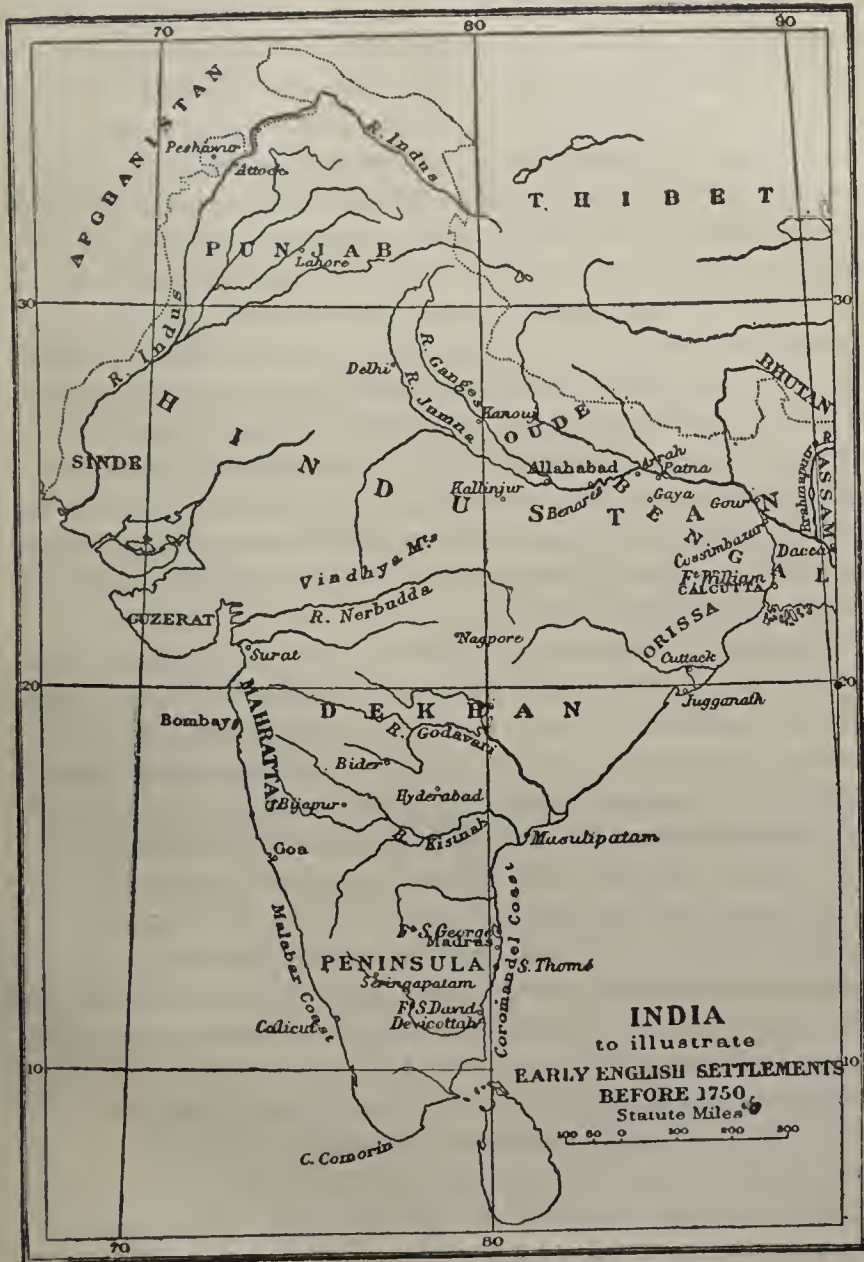 70
80
90
AFGHANISTAN
Peshawur
Attock
R. Indus
THIBET
PUNJAB
Lahore
30
30
R. Indus
Delhi
R. Ganges
R. Jumna
Kanouj
OUDE
BHUTAN
HINDUSTAN
SINDE
Allahabad
Arrah
Patna
R. Brahmapur
ASSAM
Kallinjur
Benares
Gaya
Gour
BENGAL
Cossimbazur
Dacca
Vindhya Mts
Ft William
CALCUTTA
GUZERAT
R. Nerbudda
ORISSA
Nagpore
Surat
Cuttack
20
20
Jugganath
MAHRATTAS
DEKHAN
Bombay
R. Godavari
Bider
Bijapur
Hyderabad
R. Kistnah
Musulipatam
Goa
Coromandel Coast
Ft S. George
Madras
Malabar Coast
PENINSULA
S. Thomé
Seringapatam
Ft S. David
Devicottah
Calicut
INDIA
to illustrate
10
10
EARLY ENGLISH SETTLEMENTS
BEFORE 1750
Statute Miles
100 50 0 100 200 300
C. Comorin
70
80